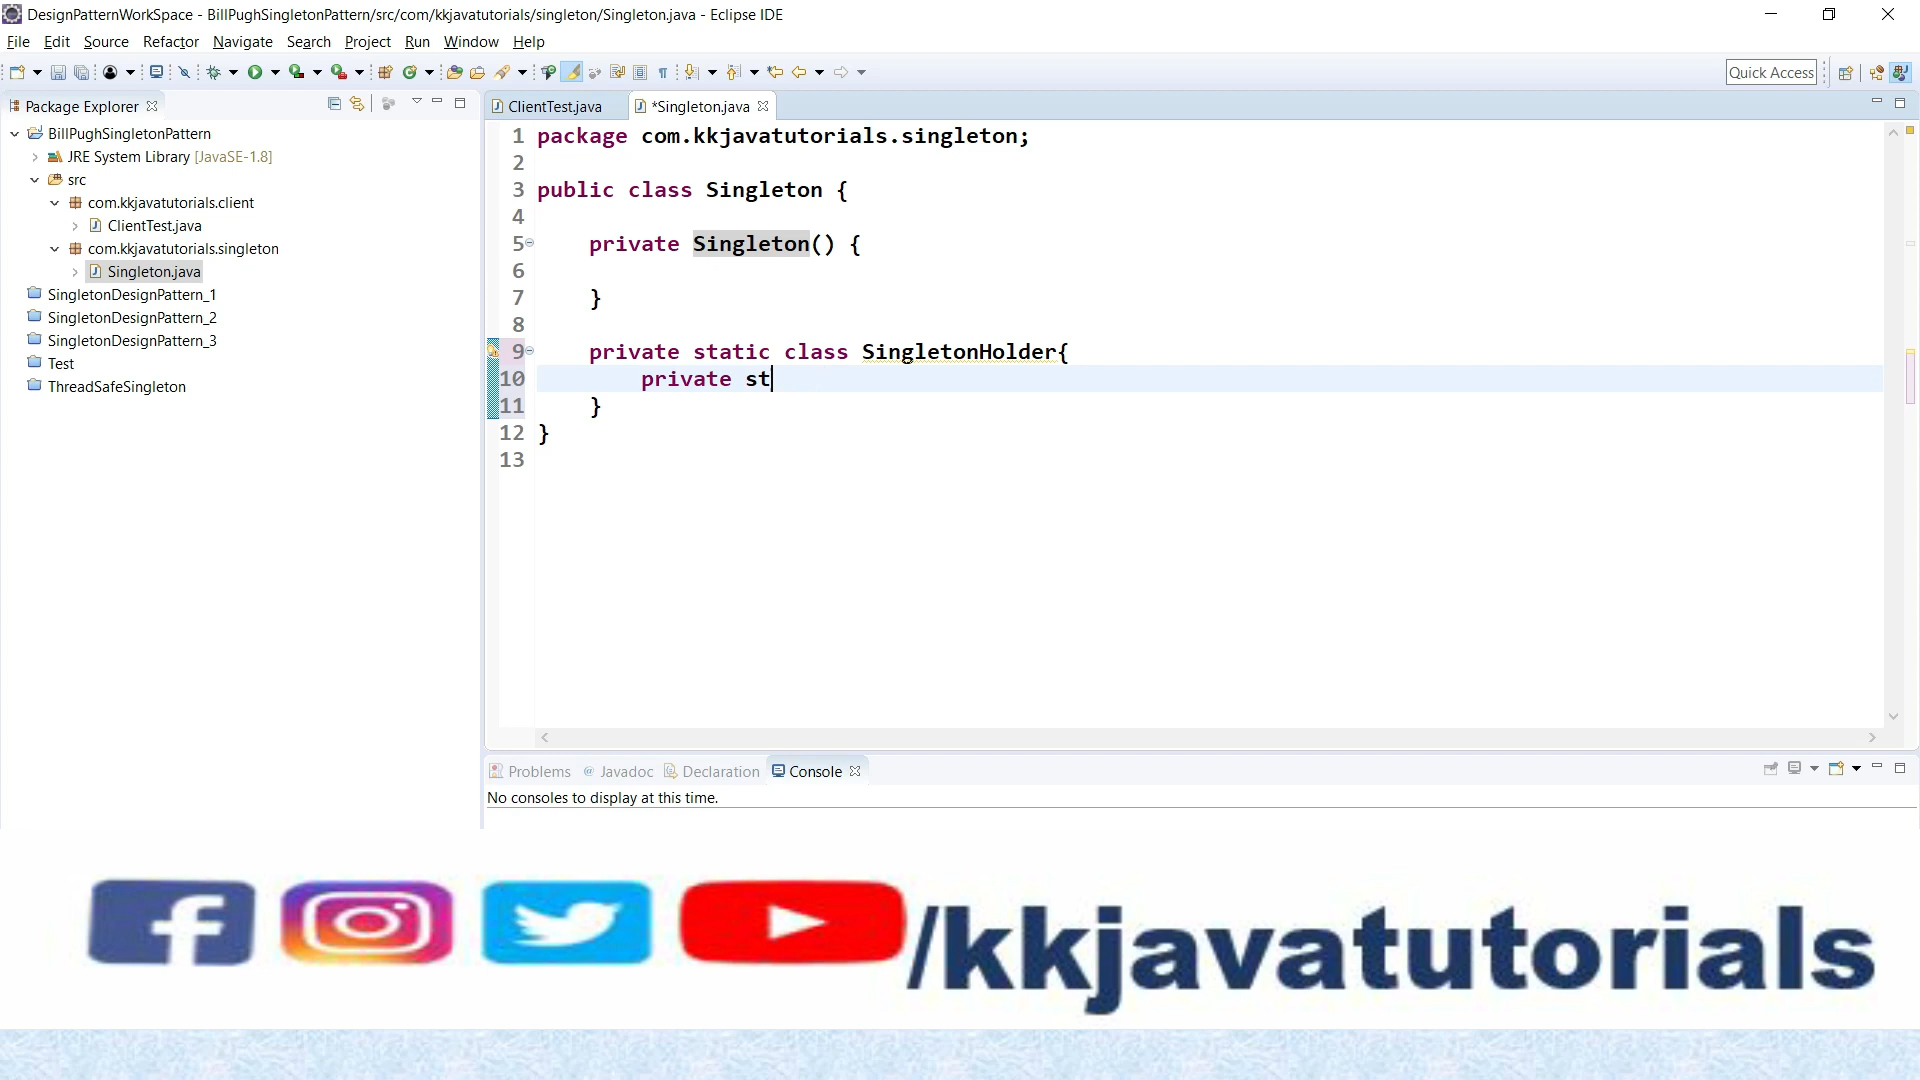 DesignPatternWorkSpace - BillPughSingletonPattern/src/com/kkjavatutorials/singleton/Singleton.java - Eclipse IDE
File Edit Source Refactor Navigate Search Project Run Window Help
Quick Access
Package Explorer
BillPughSingletonPattern
JRE System Library [JavaSE-1.8]
src
com.kkjavatutorials.client
ClientTest.java
com.kkjavatutorials.singleton
Singleton.java
SingletonDesignPattern_1
SingletonDesignPattern_2
SingletonDesignPattern_3
Test
ThreadSafeSingleton
ClientTest.java *Singleton.java
1 package com.kkjavatutorials.singleton;
2
3 public class Singleton {
4
5 private Singleton() {
6
7 }
8
9 private static class SingletonHolder{
10 private st
11 }
12 }
13
Problems @ Javadoc Declaration Console
No consoles to display at this time.
/kkjavatutorials